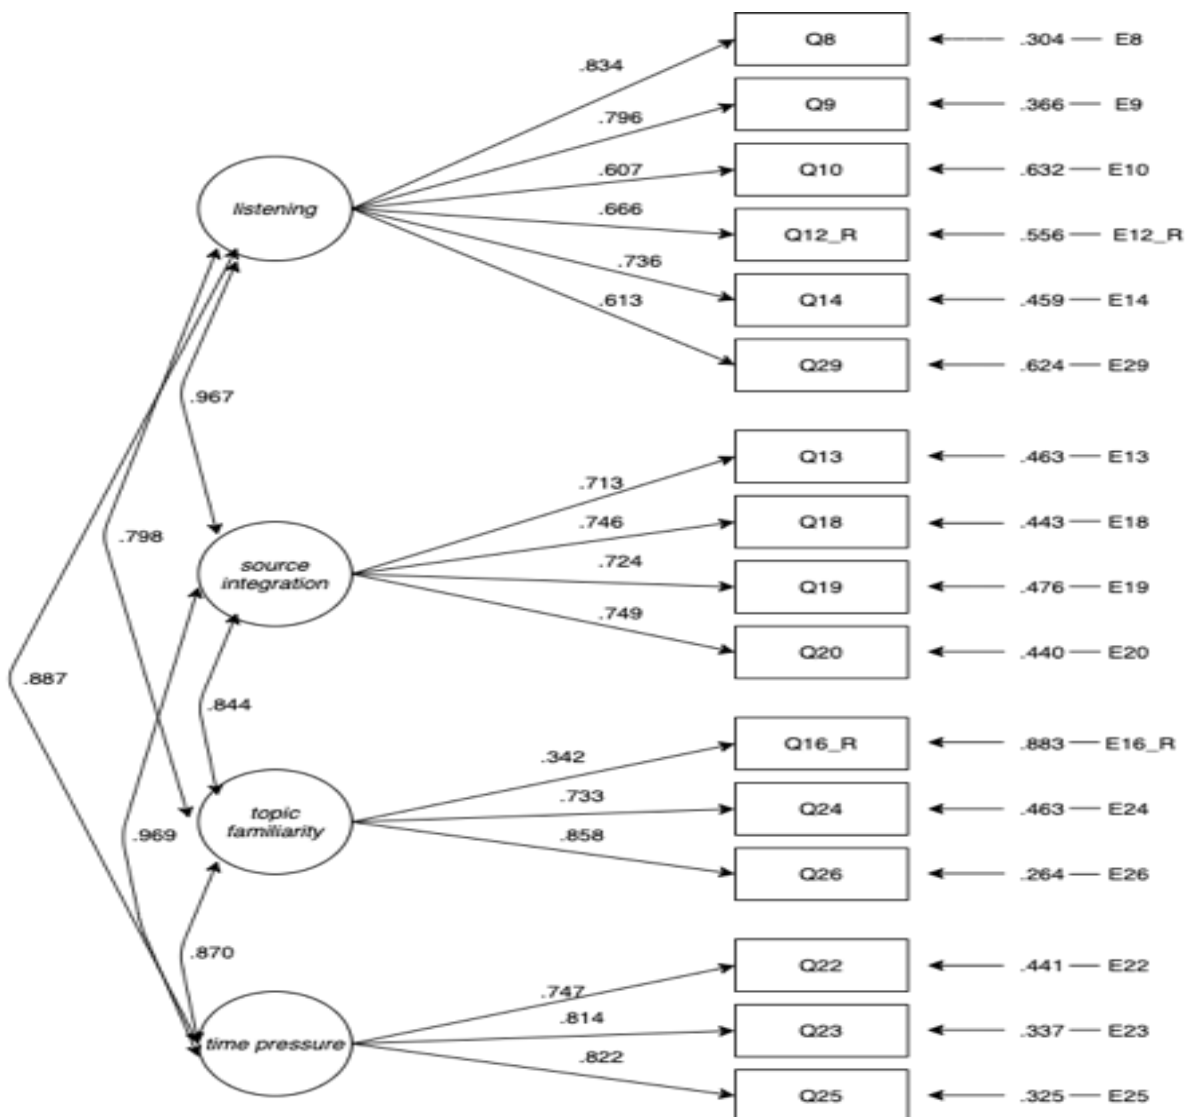 Q8 .304 E8
.834
Q9 .366 E9
.796
Q10 .632 E10
.607
listening
.666
Q12_R .556 E12_R
.736
Q14 .459 E14
.613
Q29 .624 E29
.967
Q13 .463 E13
.713
.746
Q18 .443 E18
.798
.724
source
integration
Q19 .476 E19
.749
Q20 .440 E20
.887
.844
Q16_R .883 E16_R
.342
.733
Q24 .463 E24
topic
familiarity
.969
.858
Q26 .264 E26
.870
Q22 .441 E22
.747
.814
Q23 .337 E23
time pressure
.822
Q25 .325 E25